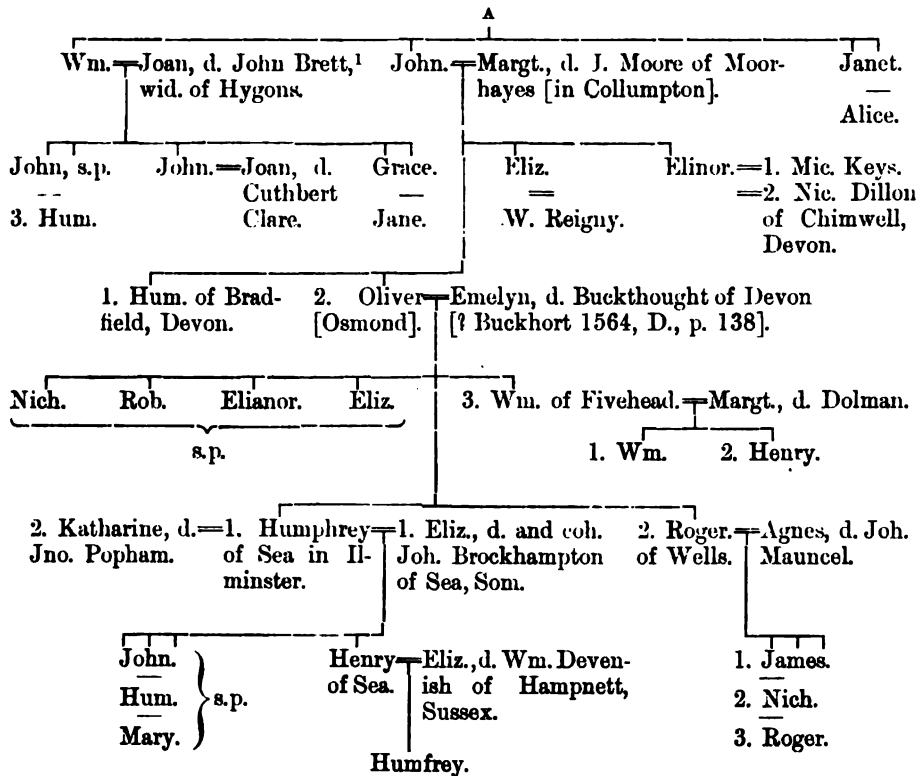 A
Wm. = Joan, d. John Brett,¹ wid. of Hygons.
John. = Margt., d. J. Moore of Moor-
hayes [in Collumpton].
Janet.
—
Alice.
John, s.p.
--
3. Hum.
John. = Joan, d.
Cuthbert
Clare.
Grace.
—
Jane.
Eliz.
=
W. Reigny.
Elinor. = 1. Mic. Keys.
= 2. Nic. Dillon
of Chimwell,
Devon.
1. Hum. of Brad-
field, Devon.
2. Oliver
[Osmond].
= Emelyn, d. Buckthought of Devon
[? Buckhort 1564, D., p. 138].
Nich. Rob. Elianor. Eliz.
s.p.
3. Wm. of Fivehead. = Margt., d. Dolman.
1. Wm. 2. Henry.
2. Katharine, d.
Jno. Popham.
= 1. Humphrey
of Sea in Il-
minster.
= 1. Eliz., d. and coh.
Joh. Brockhampton
of Sea, Som.
2. Roger.
of Wells.
= Agnes, d. Joh.
Mauncel.
John.
—
Hum.
—
Mary.
s.p.
Henry
of Sea.
= Eliz., d. Wm. Deven-
ish of Hampnett,
Sussex.
1. James.
—
2. Nich.
—
3. Roger.
Humfrey.